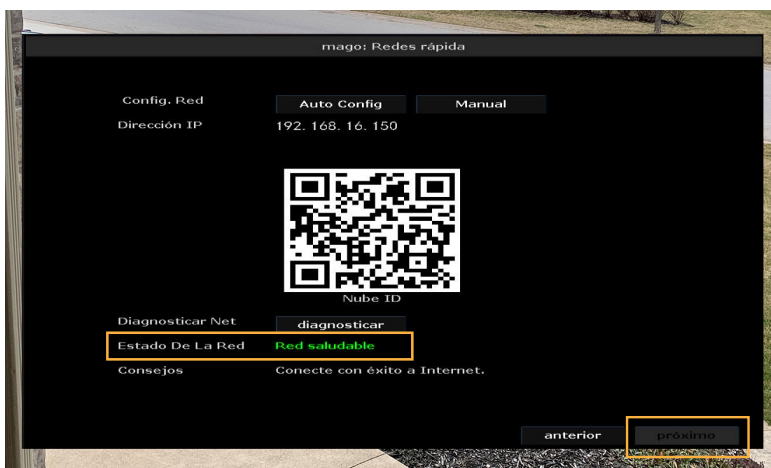 mago: Redes rápida
Config. Red Auto Config Manual
Dirección IP 192. 168. 16. 150
Nube ID
Diagnosticar Net diagnosticar
Estado De La Red Red saludable
Consejos Conecte con éxito a Internet.
anterior próximo